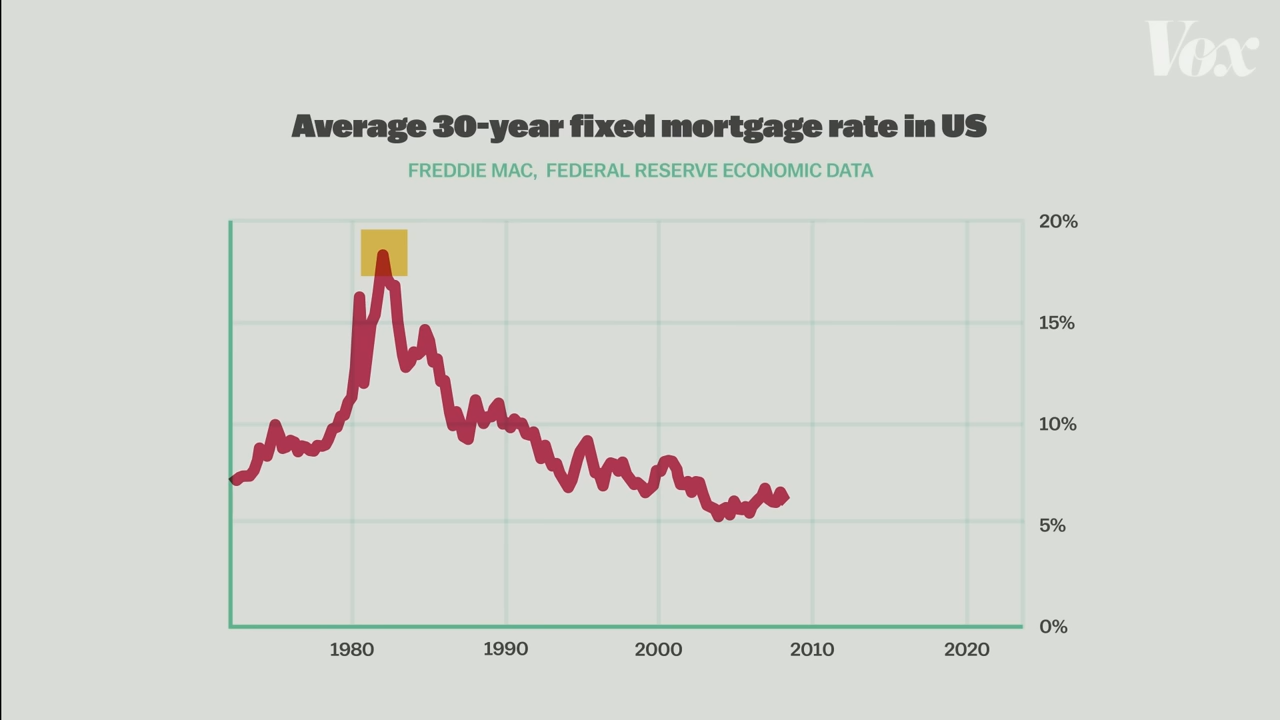 Vox
Average 30-year fixed mortgage rate in US
FREDDIE MAC, FEDERAL RESERVE ECONOMIC DATA
20%
15%
10%
5%
0%
1980 1990 2000 2010 2020